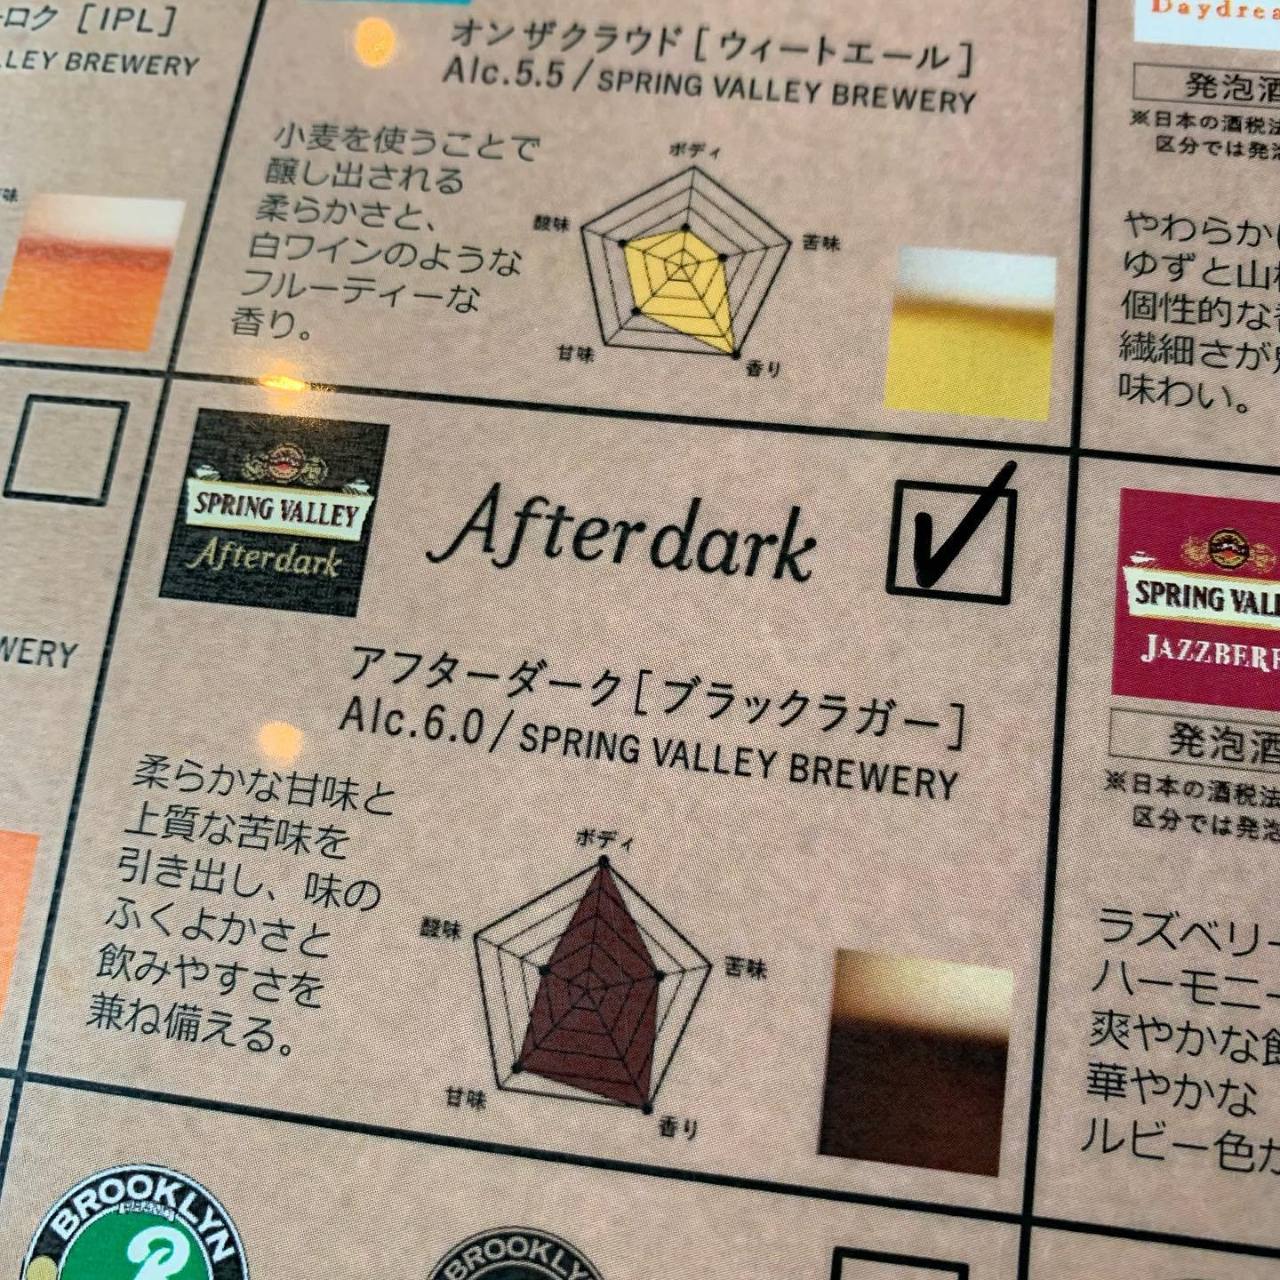 ーロク [IPL]
LLEY BREWERY
オンザクラウド [ウィートエール]
Alc.5.5 / SPRING VALLEY BREWERY
小麦を使うことで
醸し出される
柔らかさと、
白ワインのような
フルーティーな
香り。
ボディ
酸味
苦味
甘味
香り
Daydrea
発泡酒
※日本の酒税法
区分では発泡
やわらか
ゆずと山
個性的な
繊細さが
味わい。
SPRING VALLEY
Afterdark
Afterdark
アフターダーク [ブラックラガー]
Alc.6.0 / SPRING VALLEY BREWERY
柔らかな甘味と
上質な苦味を
引き出し、味の
ふくよかさと
飲みやすさを
兼ね備える。
ボディ
酸味
苦味
甘味
香り
WERY
SPRING VALL
JAZZBERR
発泡酒
※日本の酒税法
区分では発泡
ラズベリー
ハーモニー
爽やかな
華やかな
ルビー色
BROOKLYN
BRAND
B
BROOKLYN